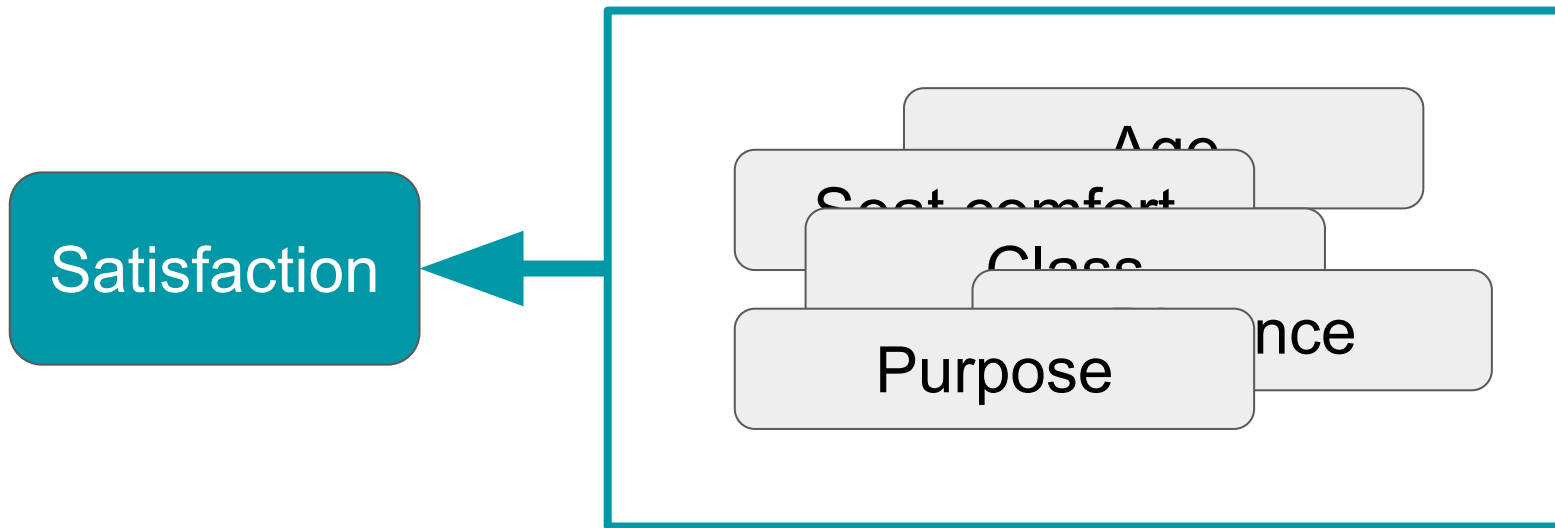 Age
Seat comfort
Satisfaction
Class
Purpose